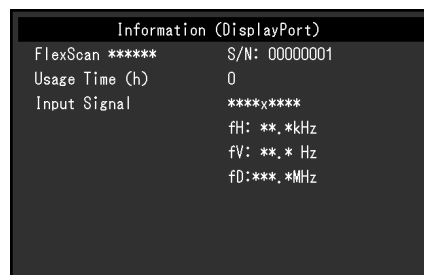 Information (DisplayPort)
FlexScan ****** S/N: 00000001
Usage Time (h) 0
Input Signal ****x****
fH: **.*kHz
fV: **.* Hz
fD:***.*MHz